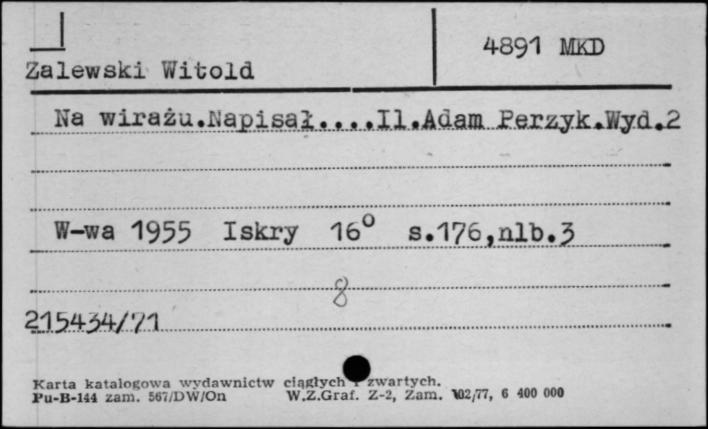 4891 MKD
Zalewski Witold
Na wirażu.Napisał....Il.Adam Perzyk.Wyd.2
W-wa 1955 Iskry 16° s.176,nlb.3
8
215434/71
Karta katalogowa wydawnictw ciągłych i zwartych.
Pu-B-144 zam. 567/DW/On W.Z.Graf. Z-2, Zam. 102/77, 6 400 000